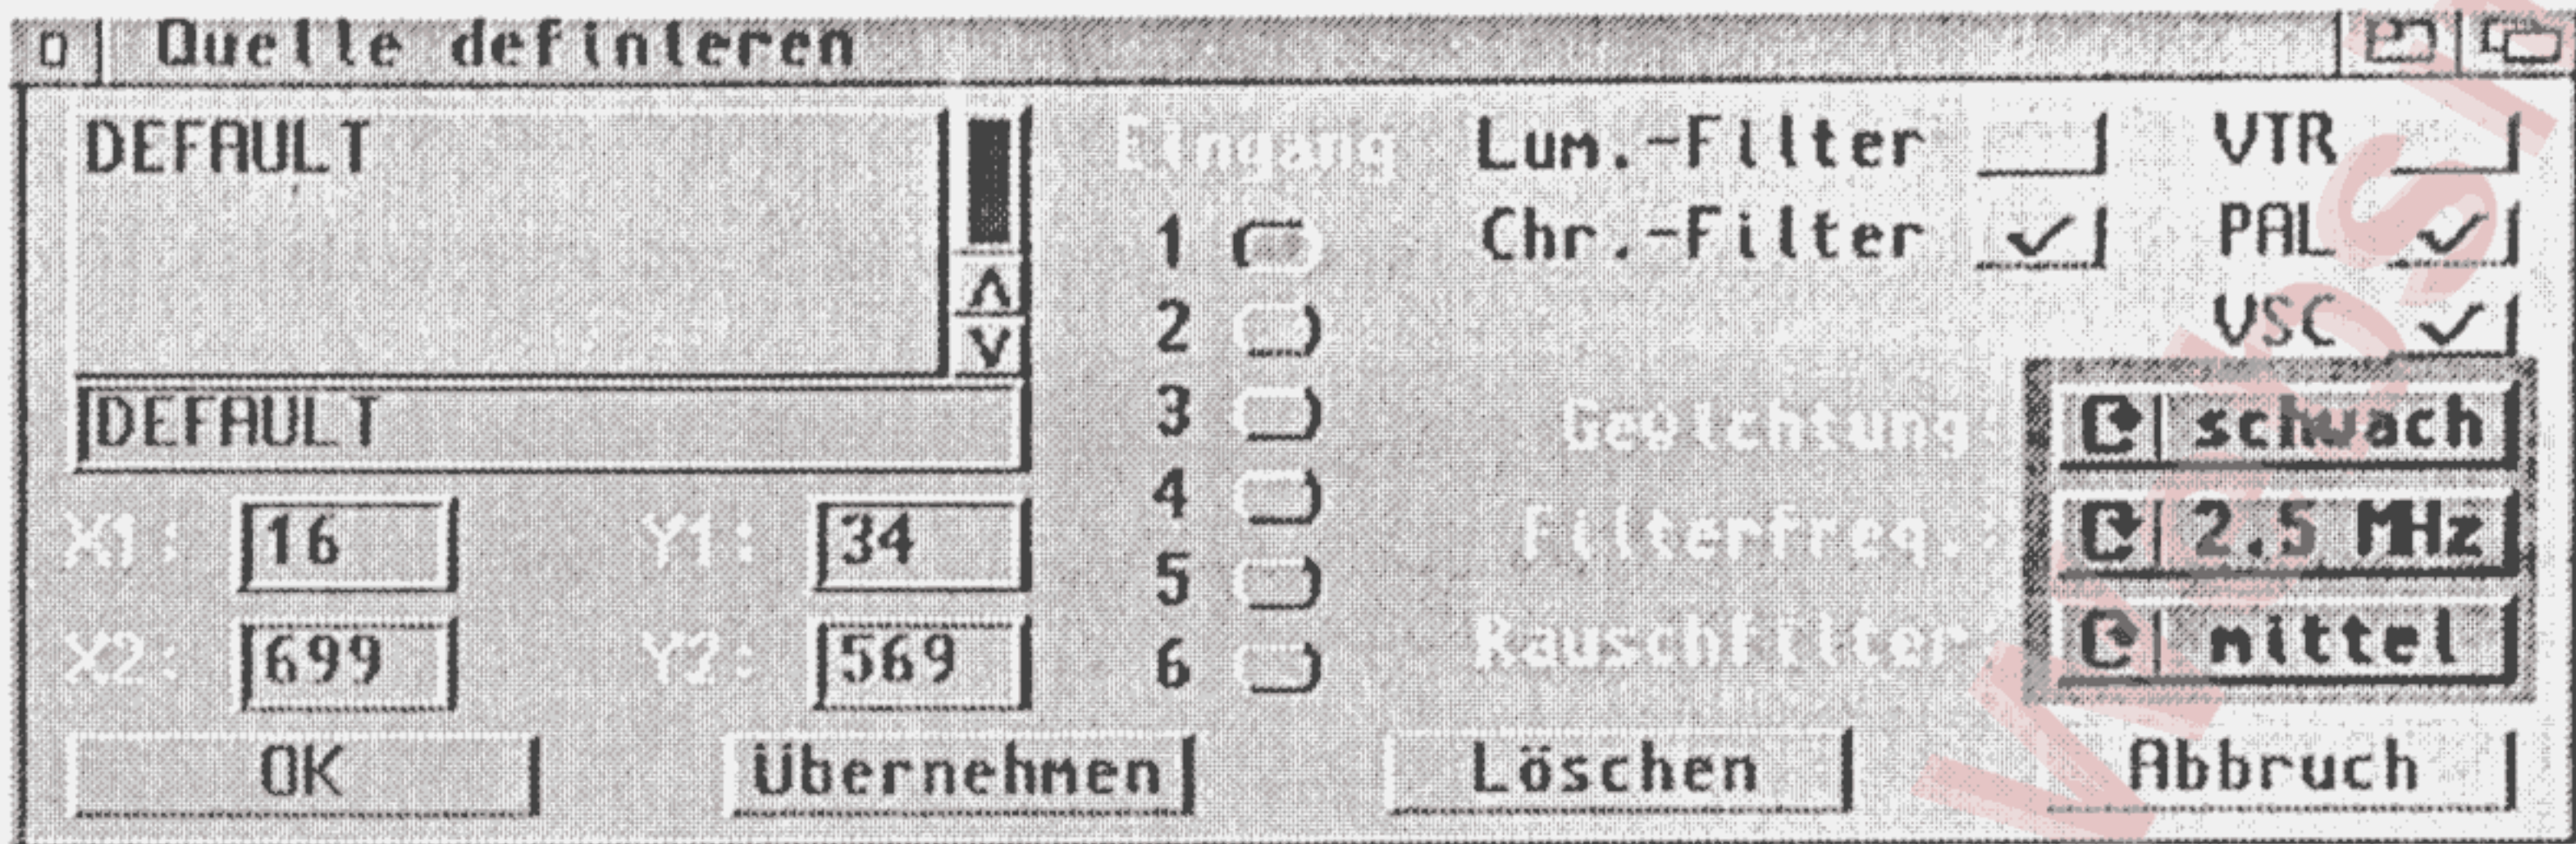 Quelle definieren
DEFAULT
DEFAULT
X1: 16 Y1: 34
X2: 699 Y2: 569
Eingang
1
2
3
4
5
6
Lum.-Filter
Chr.-Filter
VTR
PAL
VSC
Gewichtung: schwach
Filterfreq.: 2.5 MHz
Rauschfilter: mittel
OK Übernehmen Löschen Abbruch